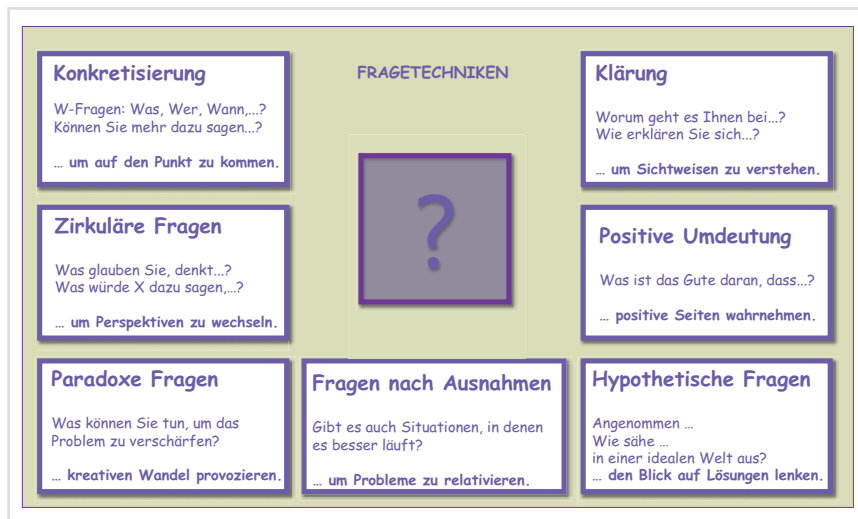 FRAGETECHNIKEN
Konkretisierung
W-Fragen: Was, Wer, Wann,...?
Können Sie mehr dazu sagen...?
… um auf den Punkt zu kommen.
Klärung
Worum geht es Ihnen bei...?
Wie erklären Sie sich...?
… um Sichtweisen zu verstehen.
?
Zirkuläre Fragen
Was glauben Sie, denkt...?
Was würde X dazu sagen,…?
… um Perspektiven zu wechseln.
Positive Umdeutung
Was ist das Gute daran, dass...?
… positive Seiten wahrnehmen.
Paradoxe Fragen
Was können Sie tun, um das
Problem zu verschärfen?
… kreativen Wandel provozieren.
Fragen nach Ausnahmen
Gibt es auch Situationen, in denen
es besser läuft?
… um Probleme zu relativieren.
Hypothetische Fragen
Angenommen …
Wie sähe …
in einer idealen Welt aus?
… den Blick auf Lösungen lenken.